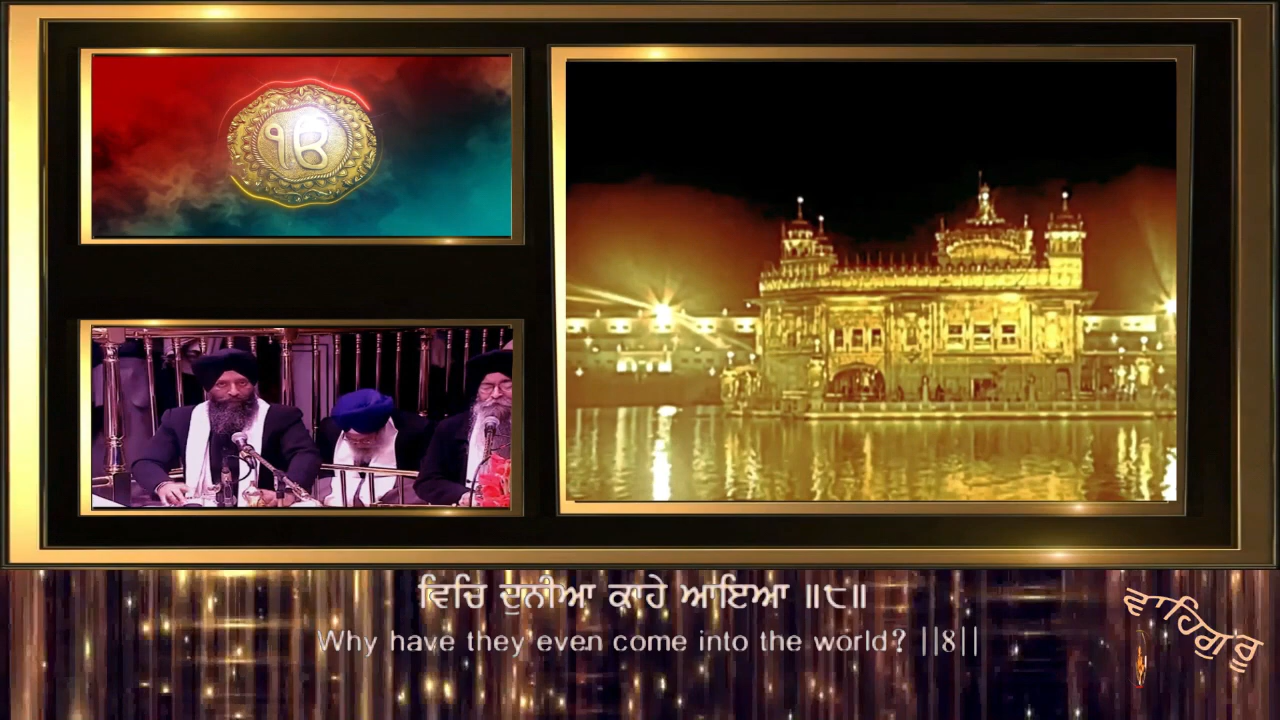 ੴ
ਵਿਚਿ ਦੁਨੀਆ ਕਾਹੇ ਆਇਆ ॥੮॥
Why have they even come into the world? ||8||
ਵਾਹਿਗੁਰੂ